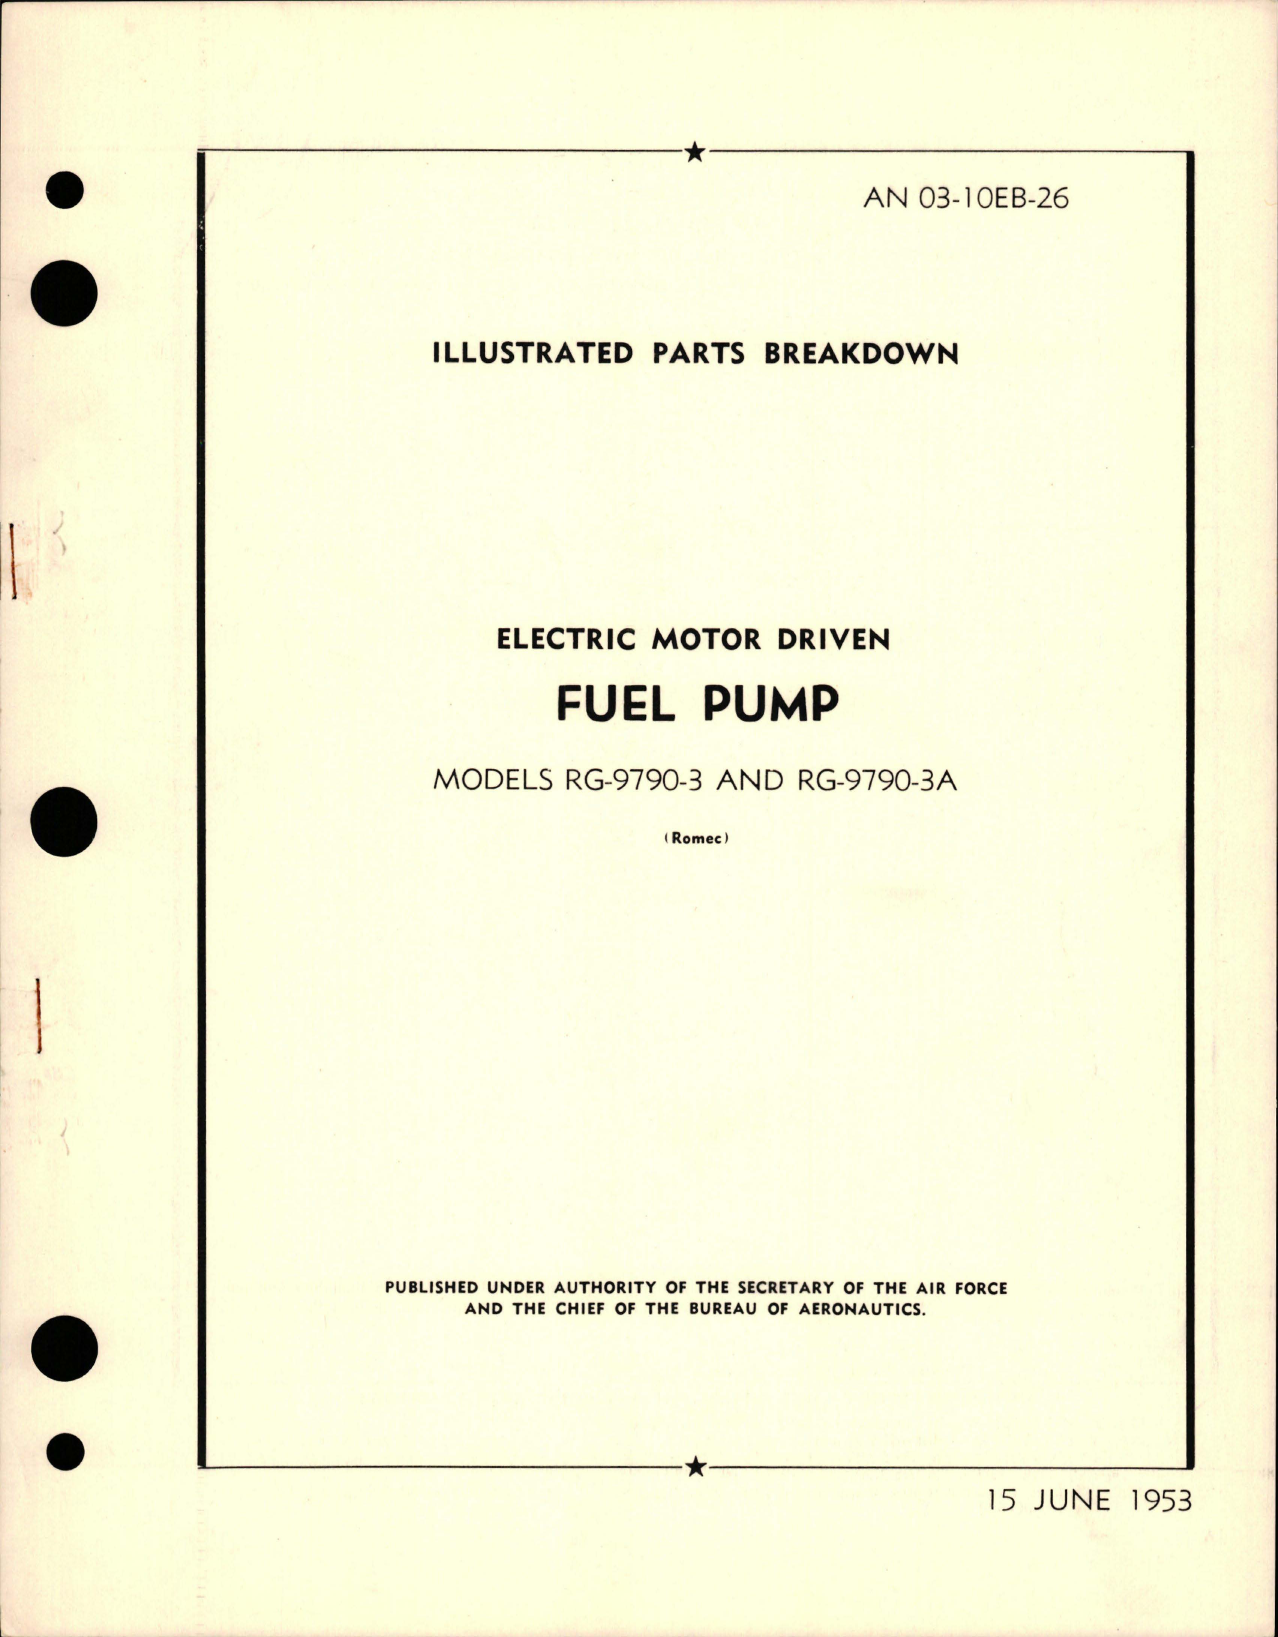 AN 03-10EB-26
ILLUSTRATED PARTS BREAKDOWN
ELECTRIC MOTOR DRIVEN
FUEL PUMP
MODELS RG-9790-3 AND RG-9790-3A
(Romec)
PUBLISHED UNDER AUTHORITY OF THE SECRETARY OF THE AIR FORCE
AND THE CHIEF OF THE BUREAU OF AERONAUTICS.
15 JUNE 1953